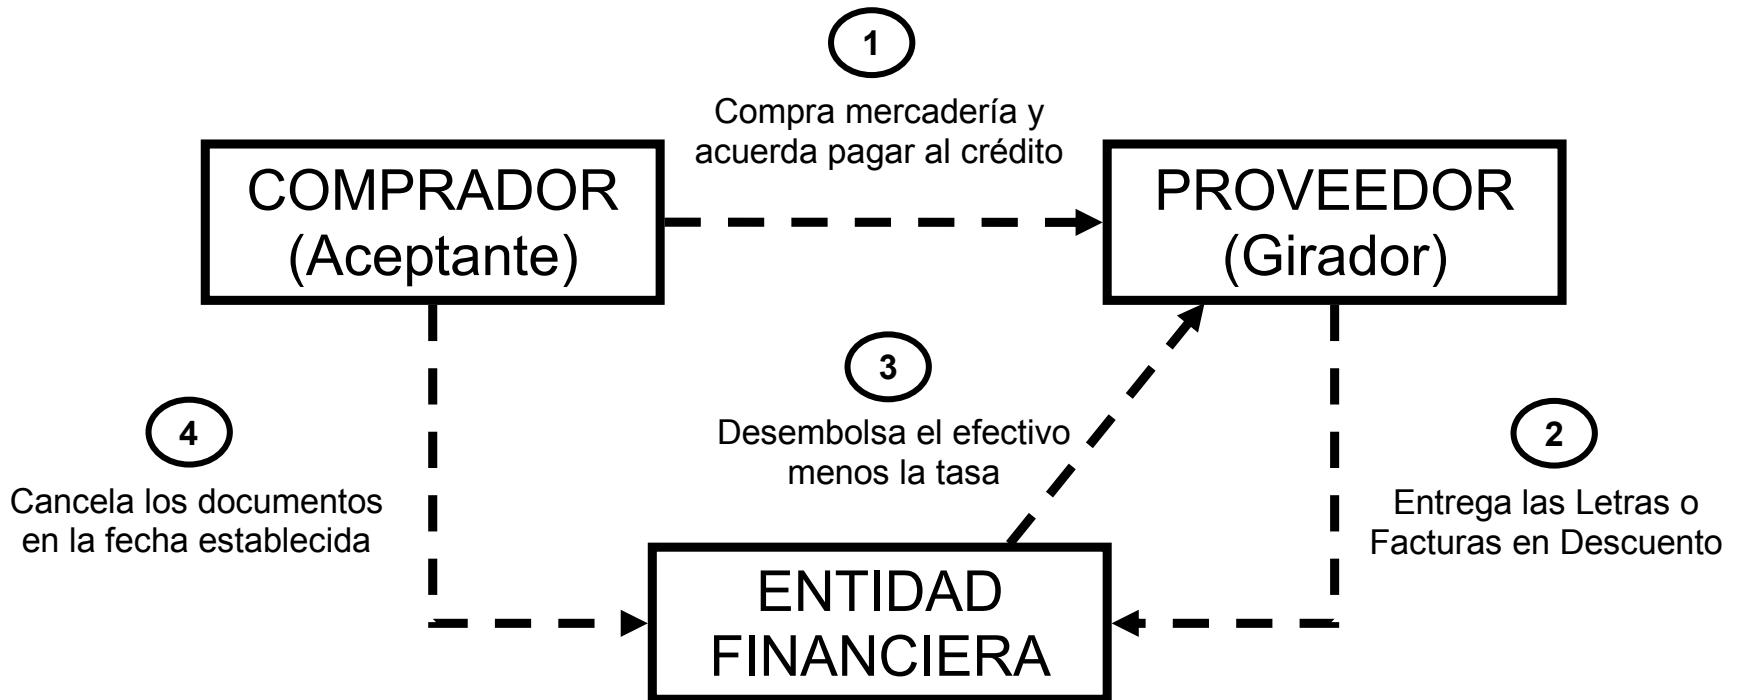 1
Compra mercadería y
acuerda pagar al crédito
COMPRADOR
(Aceptante)
PROVEEDOR
(Girador)
3
Desembolsa el efectivo
menos la tasa
4
Cancela los documentos
en la fecha establecida
2
Entrega las Letras o
Facturas en Descuento
ENTIDAD
FINANCIERA